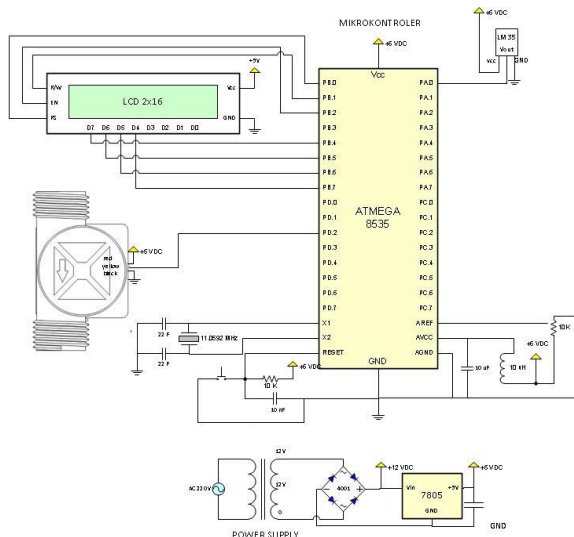 MIKROKONTROLER
+5 VDC
Vcc
+5 VDC
LM 35
Vout
vcc
GND
+5V
R/W
EN
RS
LCD 2x16
Vcc
GND
D7 D6 D5 D4 D3 D2 D1 D0
PB.0
PB.1
PB.2
PB.3
PB.4
PB.5
PB.6
PB.7
PD.0
PD.1
PD.2
PD.3
PD.4
PD.5
PD.6
PD.7
X1
X2
RESET
ATMEGA
8535
GND
PA.0
PA.1
PA.2
PA.3
PA.4
PA.5
PA.6
PA.7
PC.0
PC.1
PC.2
PC.3
PC.4
PC.5
PC.6
PC.7
AREF
AVCC
AGND
+5 VDC
red
yellow
black
22 F
22 F
11.0592 MHz
10 K
+5 VDC
10 nF
10K
+5 VDC
10 uH
AC220V
12V
12V
0
4001
+12 VDC
Vin
+5V
7805
GND
+5 VDC
GND
POWER SUPPLY